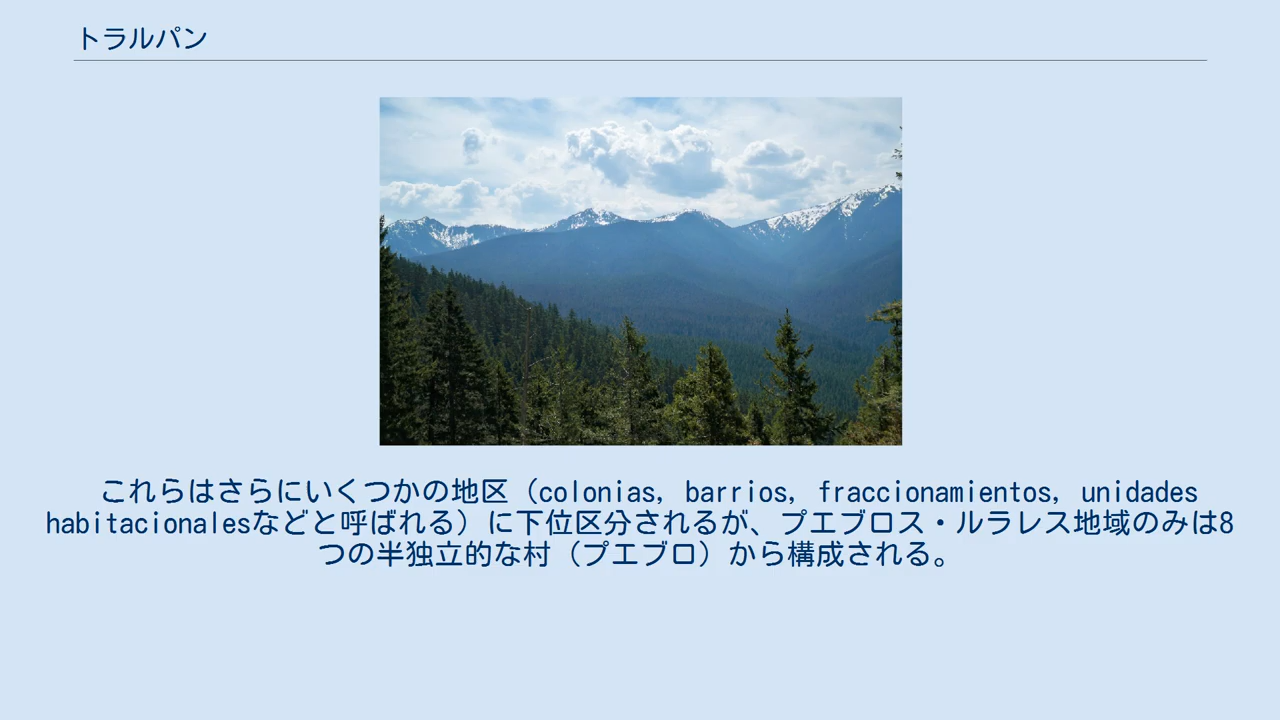 トラルパン
これらはさらにいくつかの地区（colonias, barrios, fraccionamientos, unidades
habitacionalesなどと呼ばれる）に下位区分されるが、プエブロス・ルラレス地域のみは8
つの半独立的な村（プエブロ）から構成される。